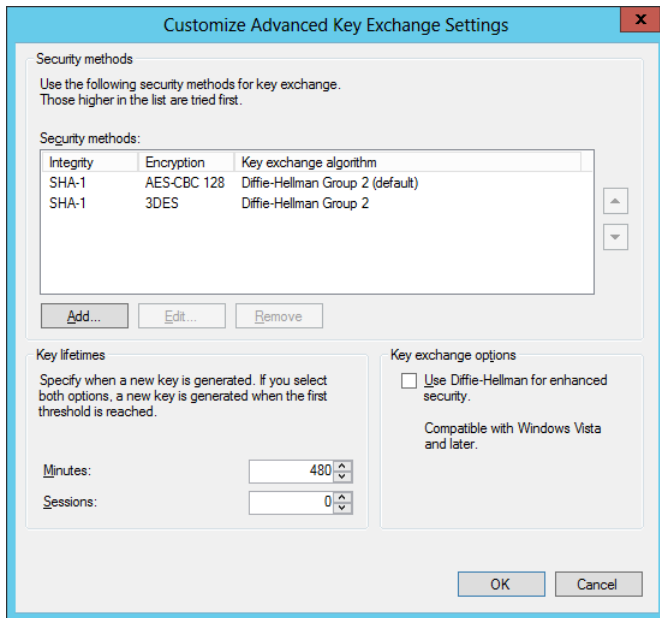 Customize Advanced Key Exchange Settings
x
Security methods
Use the following security methods for key exchange.
Those higher in the list are tried first.
Security methods:
Integrity Encryption Key exchange algorithm
SHA-1 AES-CBC 128 Diffie-Hellman Group 2 (default)
SHA-1 3DES Diffie-Hellman Group 2
Add... Edit... Remove
Key lifetimes
Specify when a new key is generated. If you select
both options, a new key is generated when the first
threshold is reached.
Minutes: 480
Sessions: 0
Key exchange options
Use Diffie-Hellman for enhanced
security.
Compatible with Windows Vista
and later.
OK Cancel